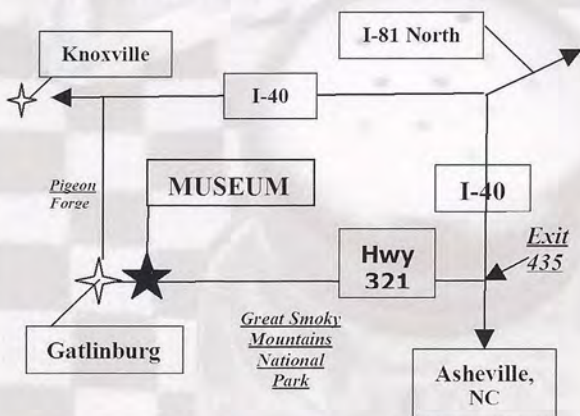 I-81 North
Knoxville
I-40
Pigeon
Forge
MUSEUM
I-40
Exit
435
Hwy
321
Great Smoky
Mountains
National
Park
Gatlinburg
Asheville,
NC